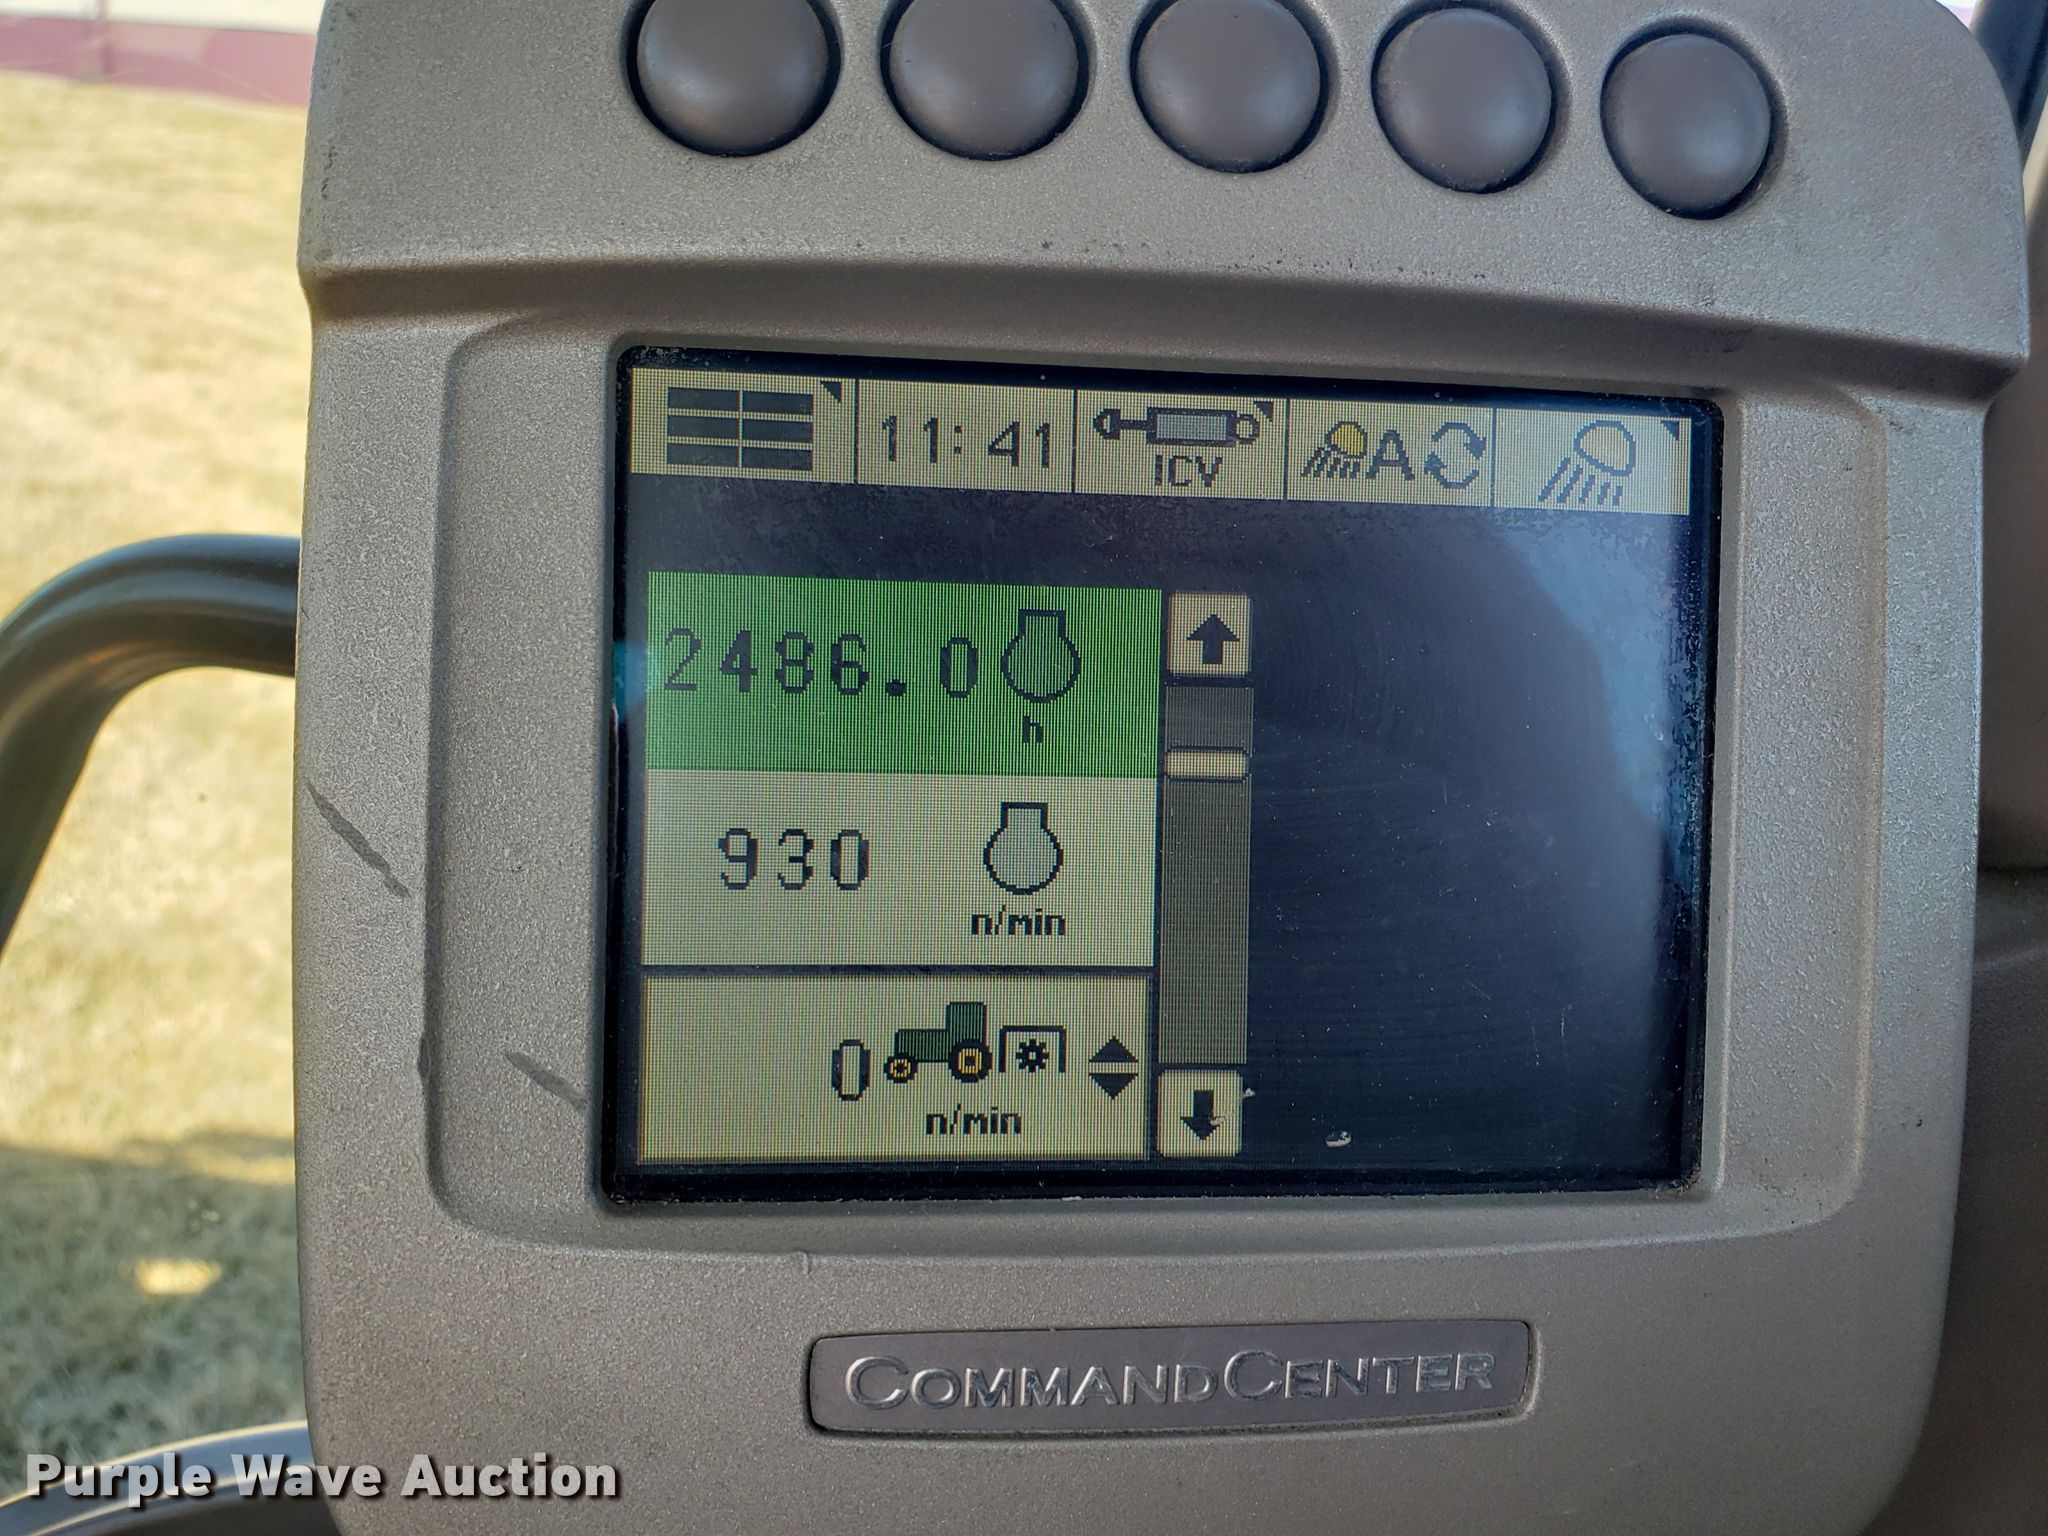 11:41
ICV
A
2486.0
h
930
n/min
0
n/min
COMMANDCENTER
Purple Wave Auction